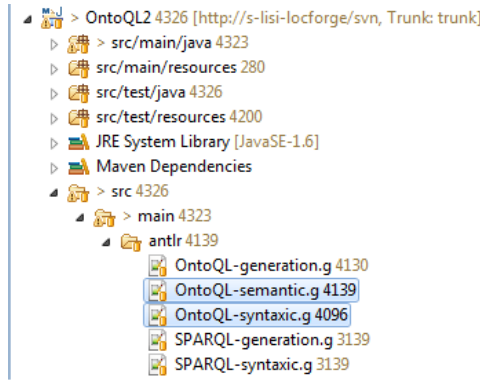 > OntoQL2 4326 [http://s-lisi-locforge/svn, Trunk: trunk]
> src/main/java 4323
src/main/resources 280
src/test/java 4326
src/test/resources 4200
JRE System Library [JavaSE-1.6]
Maven Dependencies
> src 4326
> main 4323
antlr 4139
OntoQL-generation.g 4130
OntoQL-semantic.g 4139
OntoQL-syntaxic.g 4096
SPARQL-generation.g 3139
SPARQL-syntaxic.g 3139